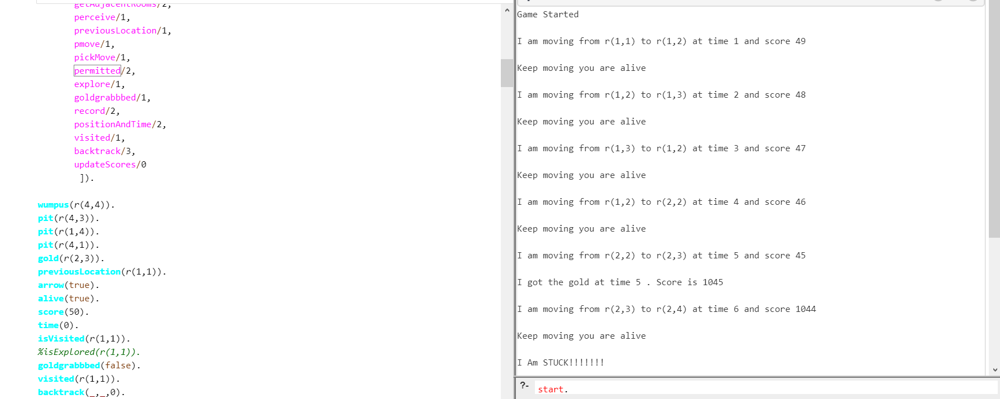 getAdjacentRooms/2,
perceive/1,
previousLocation/1,
pmove/1,
pickMove/1,
permitted/2,
explore/1,
goldgrabbbed/1,
record/2,
positionAndTime/2,
visited/1,
backtrack/3,
updateScores/0
]).
wumpus(r(4,4)).
pit(r(4,3)).
pit(r(1,4)).
pit(r(4,1)).
gold(r(2,3)).
previousLocation(r(1,1)).
arrow(true).
alive(true).
score(50).
time(0).
isVisited(r(1,1)).
%isExplored(r(1,1)).
goldgrabbbed(false).
visited(r(1,1)).
backtrack(_,_,0).
Game Started
I am moving from r(1,1) to r(1,2) at time 1 and score 49
Keep moving you are alive
I am moving from r(1,2) to r(1,3) at time 2 and score 48
Keep moving you are alive
I am moving from r(1,3) to r(1,2) at time 3 and score 47
Keep moving you are alive
I am moving from r(1,2) to r(2,2) at time 4 and score 46
Keep moving you are alive
I am moving from r(2,2) to r(2,3) at time 5 and score 45
I got the gold at time 5 . Score is 1045
I am moving from r(2,3) to r(2,4) at time 6 and score 1044
Keep moving you are alive
I Am STUCK!!!!!!!
?- start.